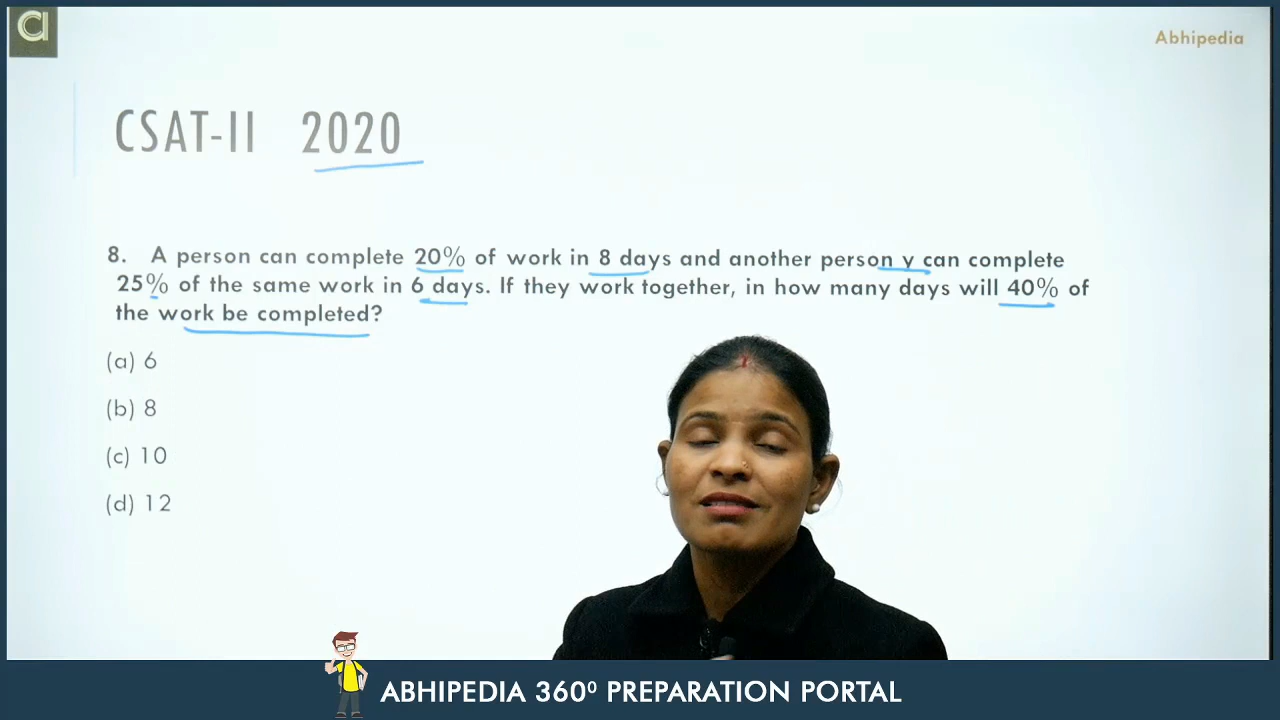 Abhipedia
CSAT-II 2020
8. A person can complete 20% of work in 8 days and another person y can complete
25% of the same work in 6 days. If they work together, in how many days will 40% of
the work be completed?
(a) 6
(b) 8
(c) 10
(d) 12
ABHIPEDIA 360⁰ PREPARATION PORTAL